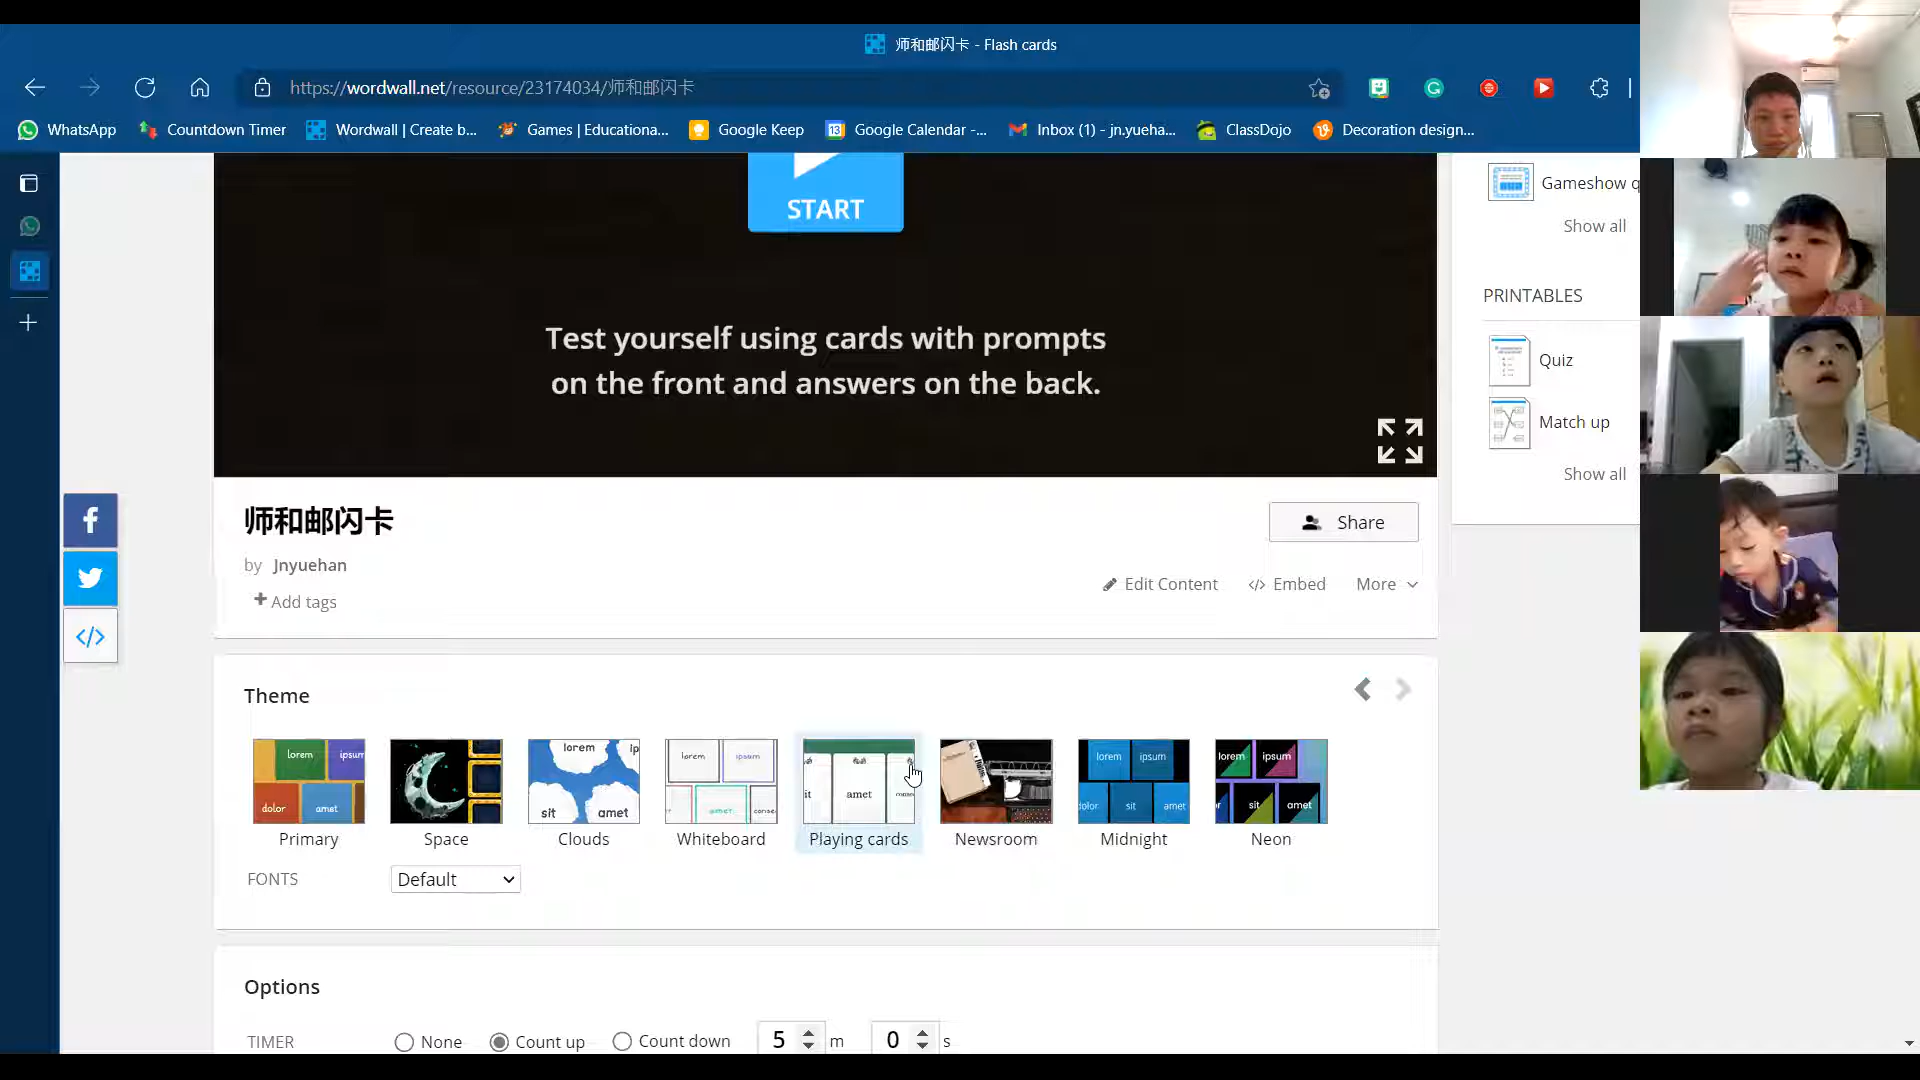 师和邮闪卡 - Flash cards
https://wordwall.net/resource/23174034/师和邮闪卡
WhatsApp
Countdown Timer
Wordwall | Create b...
Games | Educationa...
Google Keep
Google Calendar -...
Inbox (1) - jn.yueha...
ClassDojo
Decoration design...
START
Test yourself using cards with prompts
on the front and answers on the back.
Gameshow q
Show all
PRINTABLES
Quiz
Match up
Show all
师和邮闪卡
by Jnyuehan
Add tags
Share
Edit Content
Embed
More
Theme
lorem ipsum
dolor amet
lorem ip
sit amet
lorem ipsum
amet conse
it amet
lorem ipsum
dolor sit amet
lorem ipsum
r sit amet
Primary
Space
Clouds
Whiteboard
Playing cards
Newsroom
Midnight
Neon
FONTS
Default
Options
TIMER
None
Count up
Count down
5 m
0 s